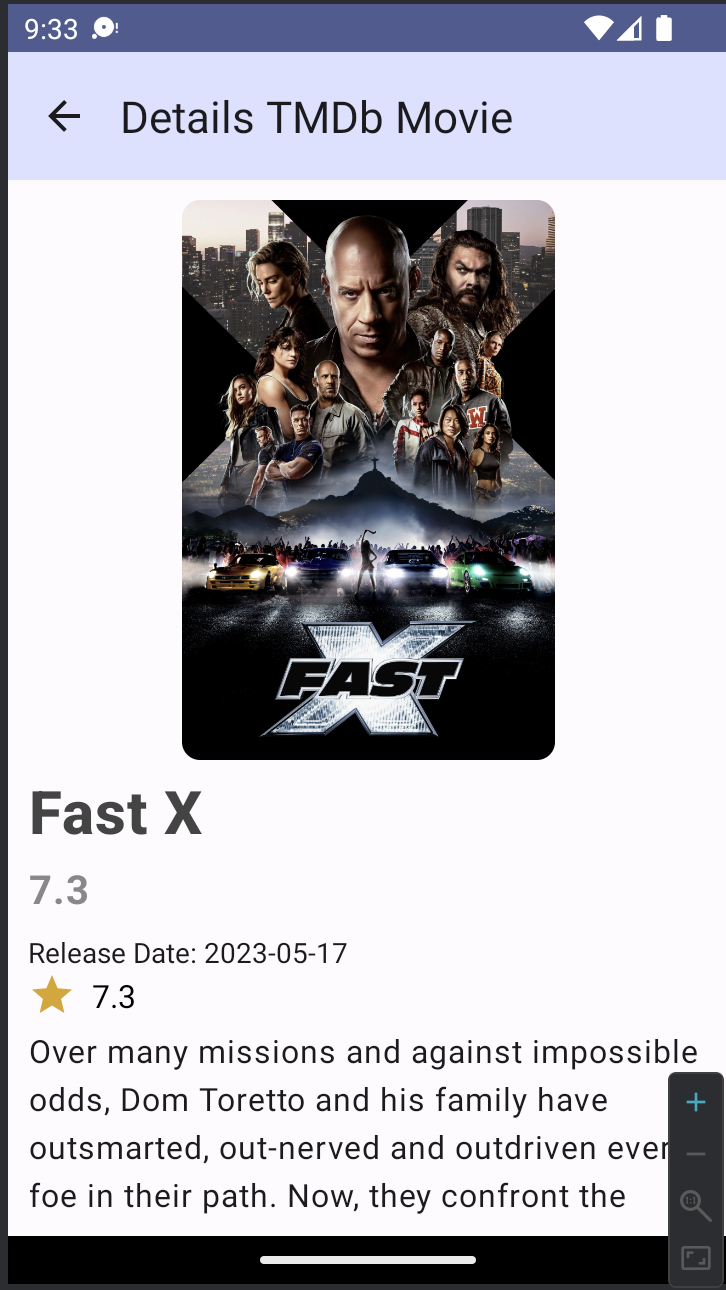 9:33
Details TMDb Movie
W
FAST
X
Fast X
7.3
Release Date: 2023-05-17
7.3
Over many missions and against impossible
odds, Dom Toretto and his family have
outsmarted, out-nerved and outdriven ever
foe in their path. Now, they confront the
1:1